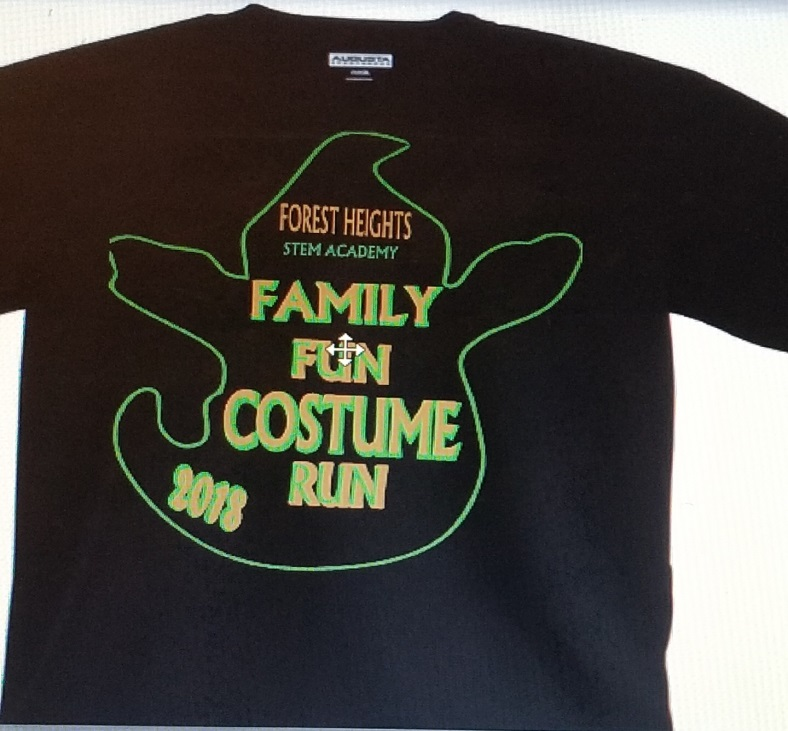 AUGUSTA
FOREST HEIGHTS
STEM ACADEMY
FAMILY
FUN
COSTUME
RUN
2018